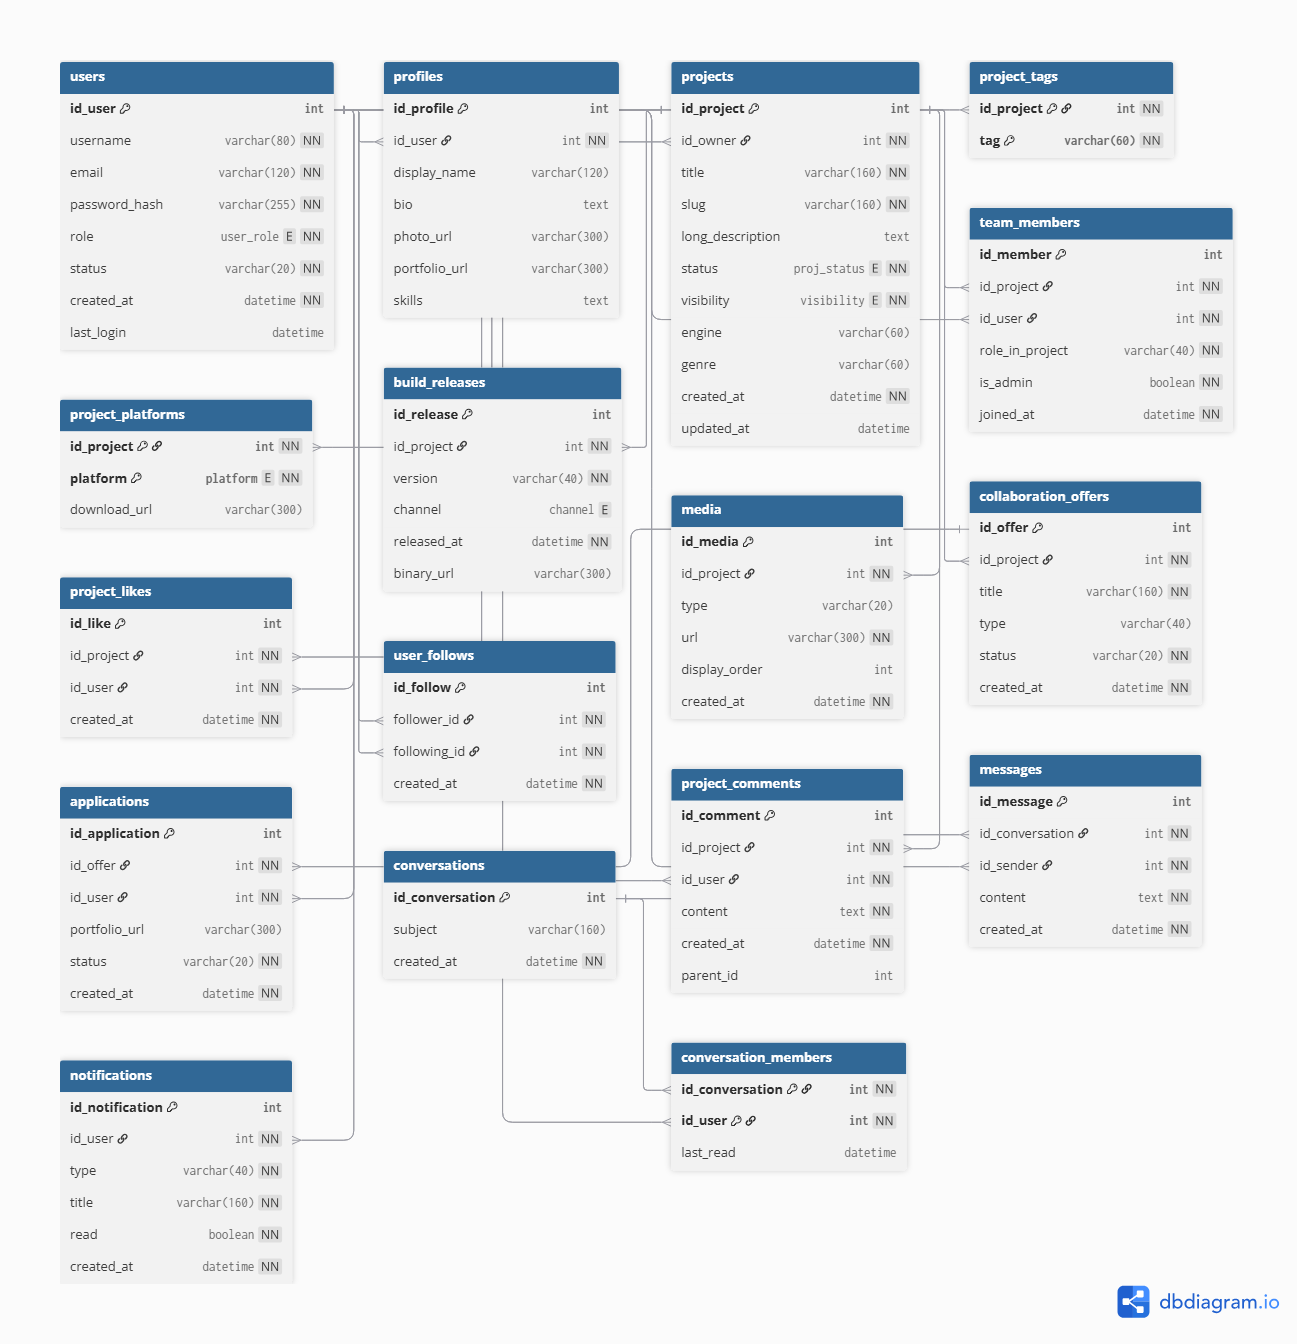 users
id_user int
username varchar(80) NN
email varchar(120) NN
password_hash varchar(255) NN
role user_role E NN
status varchar(20) NN
created_at datetime NN
last_login datetime
profiles
id_profile int
id_user int NN
display_name varchar(120)
bio text
photo_url varchar(300)
portfolio_url varchar(300)
skills text
projects
id_project int
id_owner int NN
title varchar(160) NN
slug varchar(160) NN
long_description text
status proj_status E NN
visibility visibility E NN
engine varchar(60)
genre varchar(60)
created_at datetime NN
updated_at datetime
project_tags
id_project int NN
tag varchar(60) NN
team_members
id_member int
id_project int NN
id_user int NN
role_in_project varchar(40) NN
is_admin boolean NN
joined_at datetime NN
project_platforms
id_project int NN
platform platform E NN
download_url varchar(300)
build_releases
id_release int
id_project int NN
version varchar(40) NN
channel channel E
released_at datetime NN
binary_url varchar(300)
media
id_media int
id_project int NN
type varchar(20)
url varchar(300) NN
display_order int
created_at datetime NN
collaboration_offers
id_offer int
id_project int NN
title varchar(160) NN
type varchar(40)
status varchar(20) NN
created_at datetime NN
project_likes
id_like int
id_project int NN
id_user int NN
created_at datetime NN
user_follows
id_follow int
follower_id int NN
following_id int NN
created_at datetime NN
project_comments
id_comment int
id_project int NN
id_user int NN
content text NN
created_at datetime NN
parent_id int
messages
id_message int
id_conversation int NN
id_sender int NN
content text NN
created_at datetime NN
applications
id_application int
id_offer int NN
id_user int NN
portfolio_url varchar(300)
status varchar(20) NN
created_at datetime NN
conversations
id_conversation int
subject varchar(160)
created_at datetime NN
conversation_members
id_conversation int NN
id_user int NN
last_read datetime
notifications
id_notification int
id_user int NN
type varchar(40) NN
title varchar(160) NN
read boolean NN
created_at datetime NN
dbdiagram.io